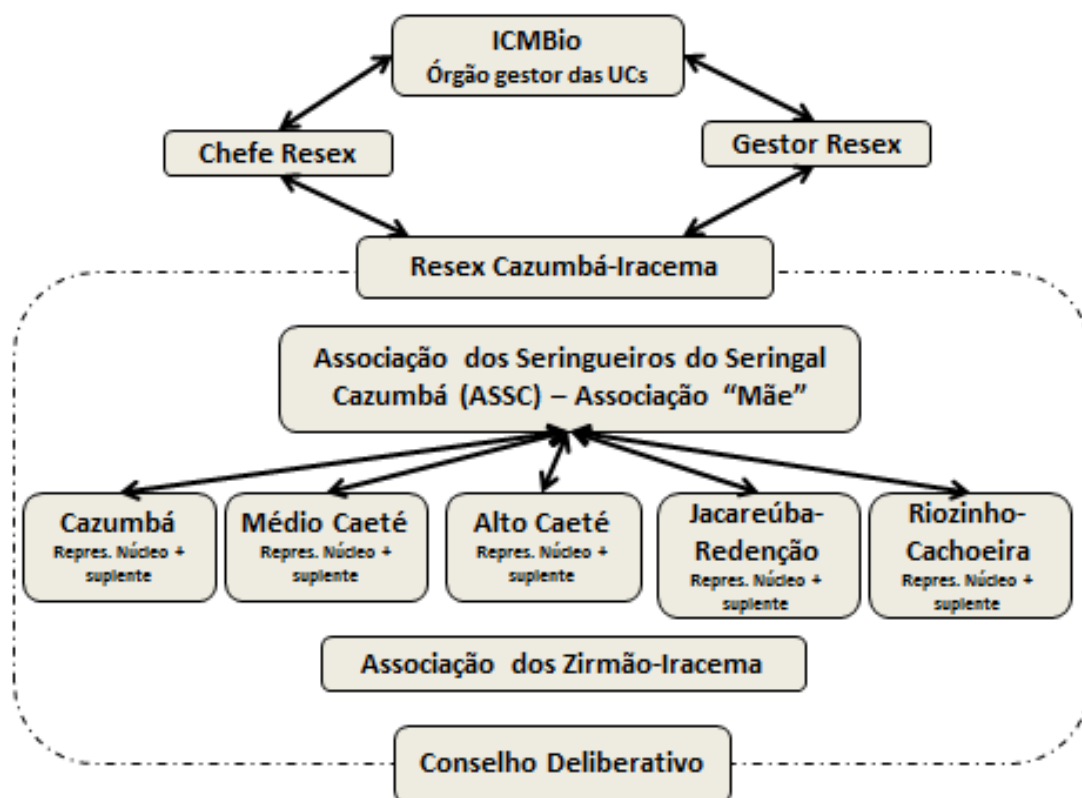 ICMBio
Órgão gestor das UCs
Chefe Resex
Gestor Resex
Resex Cazumbá-Iracema
Associação dos Seringueiros do Seringal
Cazumbá (ASSC) – Associação “Mãe”
Cazumbá
Repres. Núcleo +
suplente
Médio Caeté
Repres. Núcleo +
suplente
Alto Caeté
Repres. Núcleo +
suplente
Jacareúba-
Redenção
Repres. Núcleo +
suplente
Riozinho-
Cachoeira
Repres. Núcleo +
suplente
Associação dos Zirmão-Iracema
Conselho Deliberativo